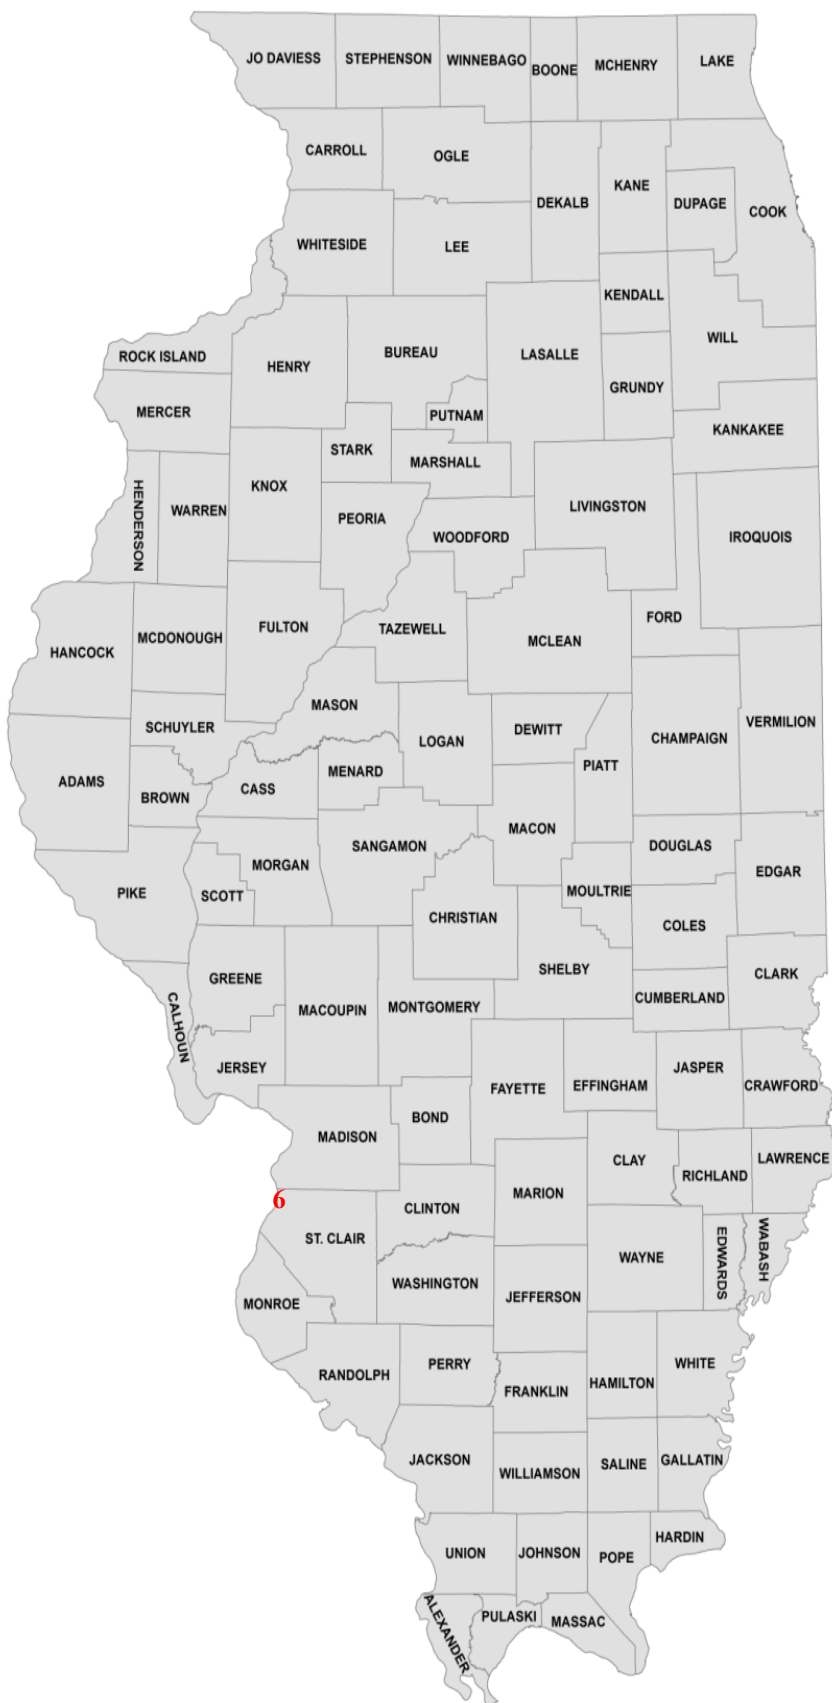 JO DAVIESS
STEPHENSON
WINNEBAGO
BOONE
MCHENRY
LAKE
CARROLL
OGLE
DEKALB
KANE
DUPAGE
COOK
WHITESIDE
LEE
KENDALL
WILL
ROCK ISLAND
HENRY
BUREAU
LASALLE
GRUNDY
MERCER
PUTNAM
KANKAKEE
STARK
MARSHALL
HENDERSON
WARREN
KNOX
PEORIA
WOODFORD
LIVINGSTON
IROQUOIS
HANCOCK
MCDONOUGH
FULTON
TAZEWELL
MCLEAN
FORD
SCHUYLER
MASON
LOGAN
DEWITT
PIATT
CHAMPAIGN
VERMILION
ADAMS
BROWN
CASS
MENARD
MACON
SANGAMON
DOUGLAS
EDGAR
PIKE
SCOTT
MORGAN
CHRISTIAN
MOULTRIE
COLES
GREENE
MACOUPIN
MONTGOMERY
SHELBY
CUMBERLAND
CLARK
CALHOUN
JERSEY
FAYETTE
EFFINGHAM
JASPER
CRAWFORD
MADISON
BOND
CLAY
RICHLAND
LAWRENCE
6
ST. CLAIR
CLINTON
MARION
WAYNE
EDWARDS
WABASH
MONROE
WASHINGTON
JEFFERSON
RANDOLPH
PERRY
FRANKLIN
HAMILTON
WHITE
JACKSON
WILLIAMSON
SALINE
GALLATIN
UNION
JOHNSON
POPE
HARDIN
ALEXANDER
PULASKI
MASSAC